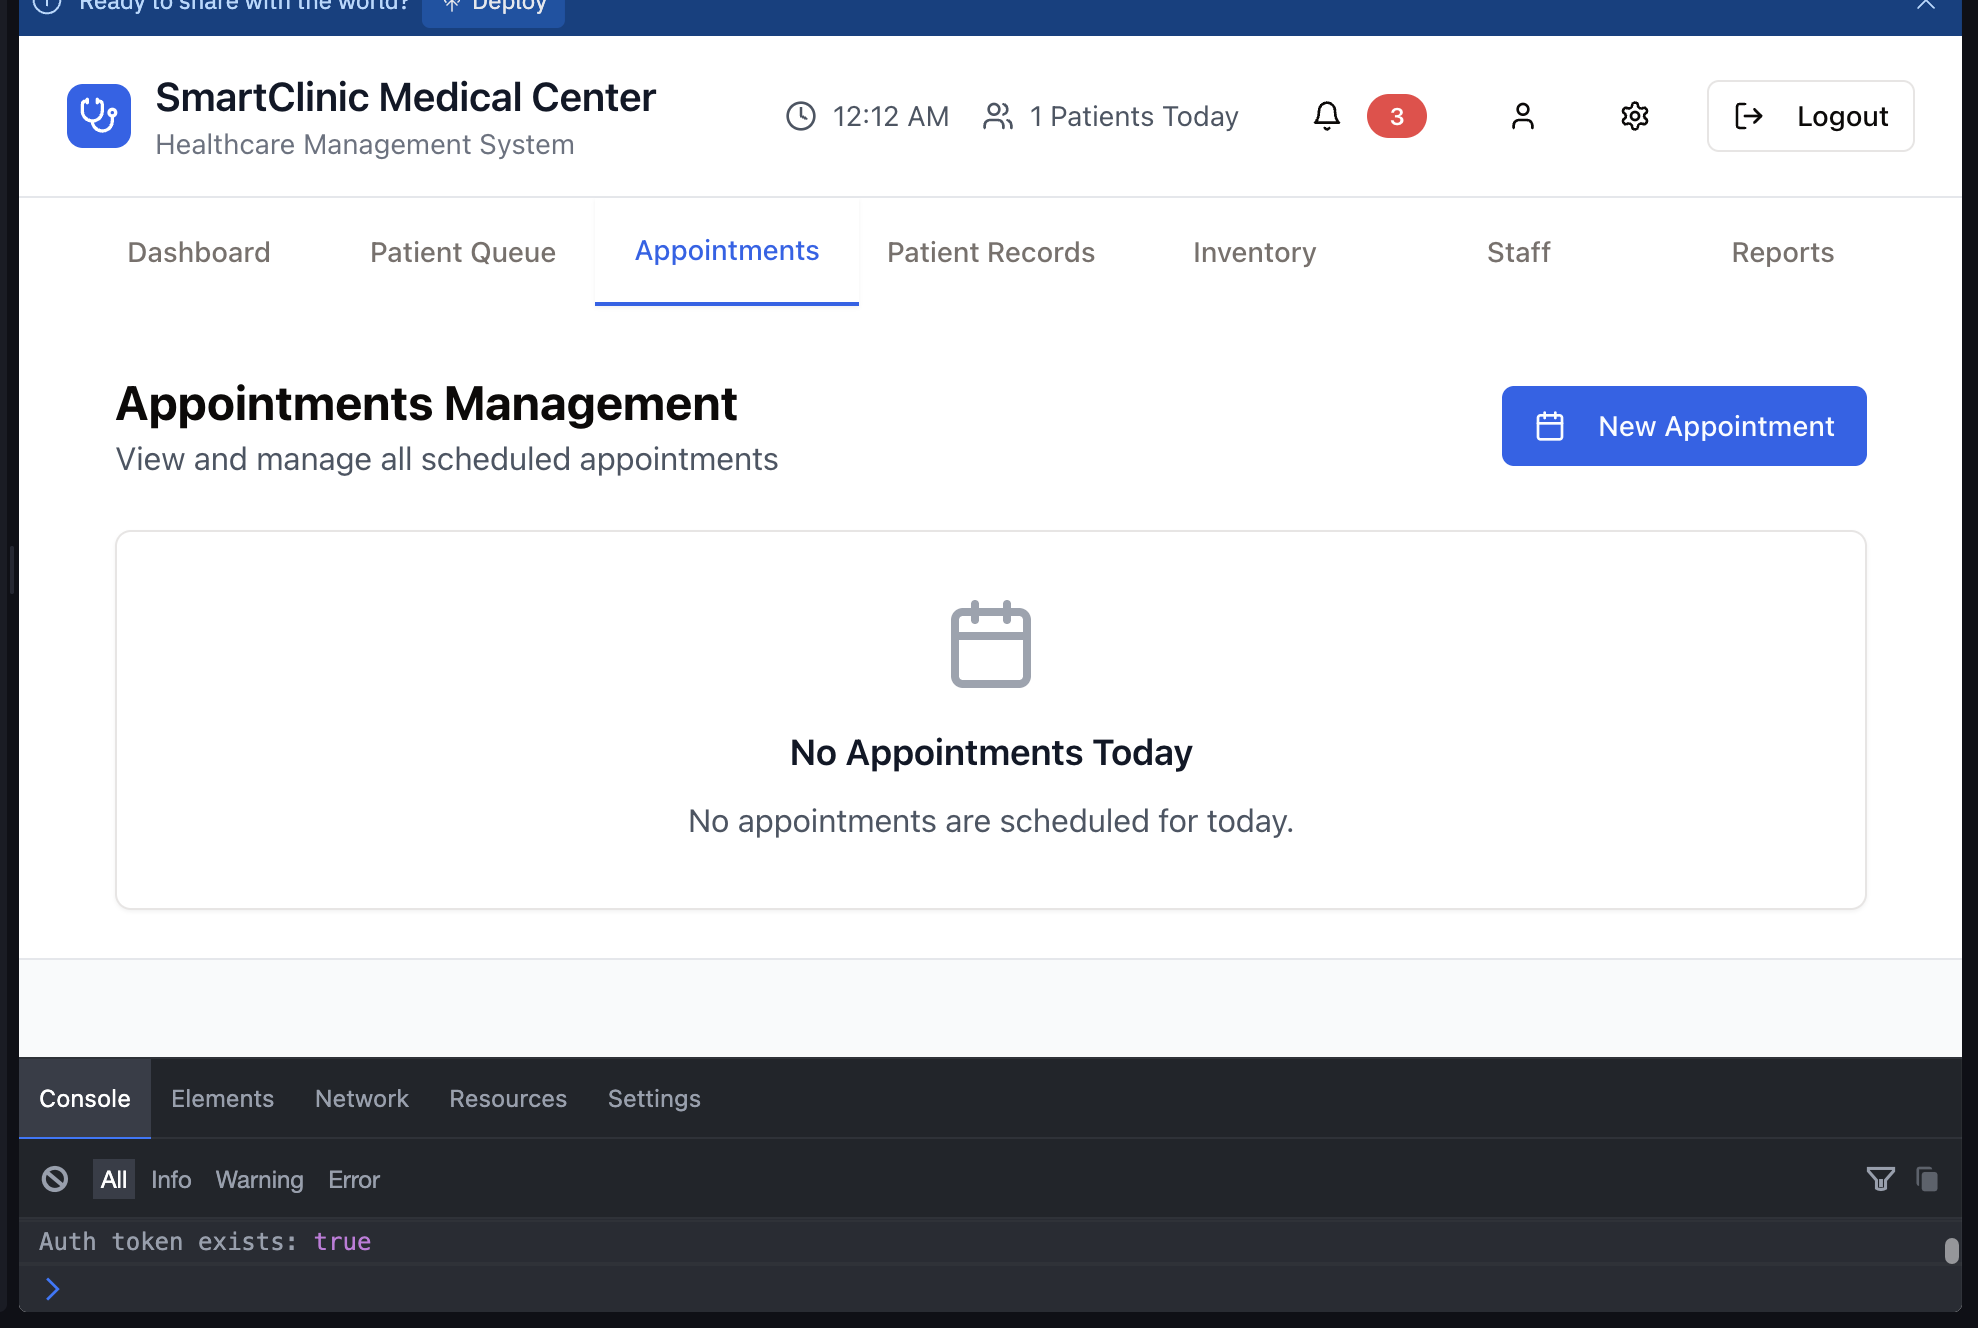 Ready to share with the world?
Deploy
SmartClinic Medical Center
Healthcare Management System
12:12 AM
1 Patients Today
3
Logout
Dashboard
Patient Queue
Appointments
Patient Records
Inventory
Staff
Reports
Appointments Management
View and manage all scheduled appointments
New Appointment
No Appointments Today
No appointments are scheduled for today.
Console
Elements
Network
Resources
Settings
All
Info
Warning
Error
Auth token exists: true